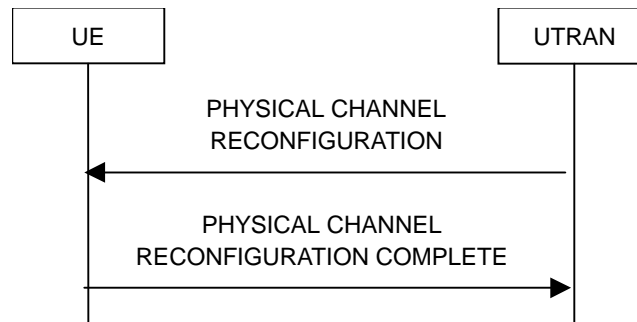 UE
UTRAN
PHYSICAL CHANNEL
RECONFIGURATION
PHYSICAL CHANNEL
RECONFIGURATION COMPLETE